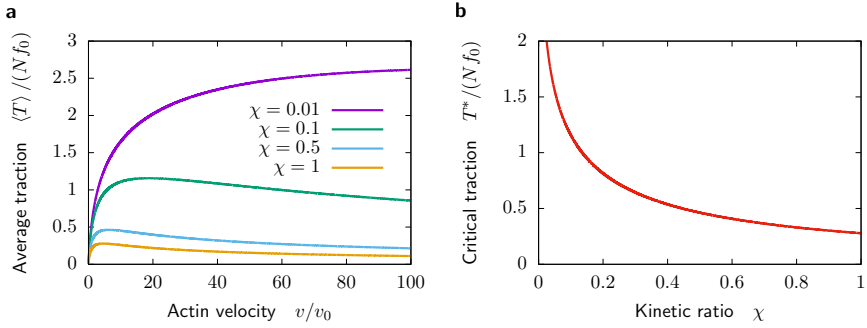 a
Average traction ⟨T⟩/(Nf₀)
3
2.5
2
1.5
1
0.5
0
χ = 0.01
χ = 0.1
χ = 0.5
χ = 1
0 20 40 60 80 100
Actin velocity v/v₀
b
Critical traction T*/(Nf₀)
2
1.5
1
0.5
0
0 0.2 0.4 0.6 0.8 1
Kinetic ratio χ